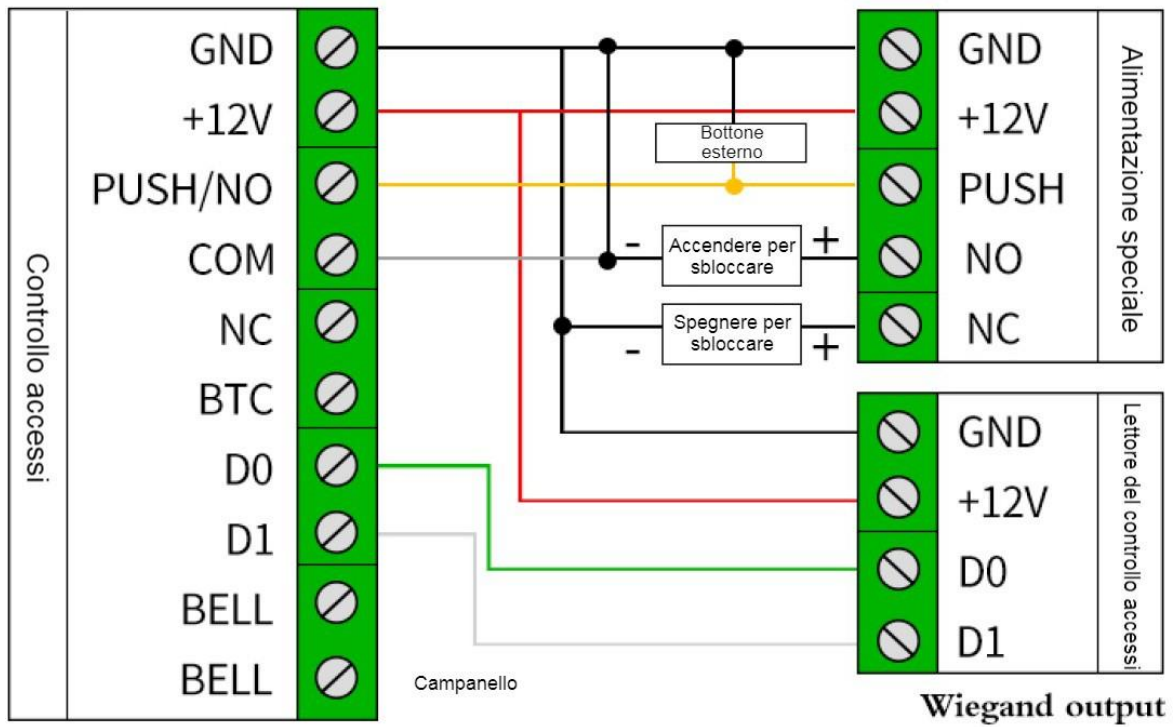 Controllo accessi
GND
+12V
PUSH/NO
COM
NC
BTC
D0
D1
BELL
BELL
Campanello
Bottone
esterno
-
Accendere per
sbloccare
+
Spegnere per
sbloccare
-
+
GND
+12V
PUSH
NO
NC
Alimentazione speciale
GND
+12V
D0
D1
Lettore del controllo accessi
Wiegand output